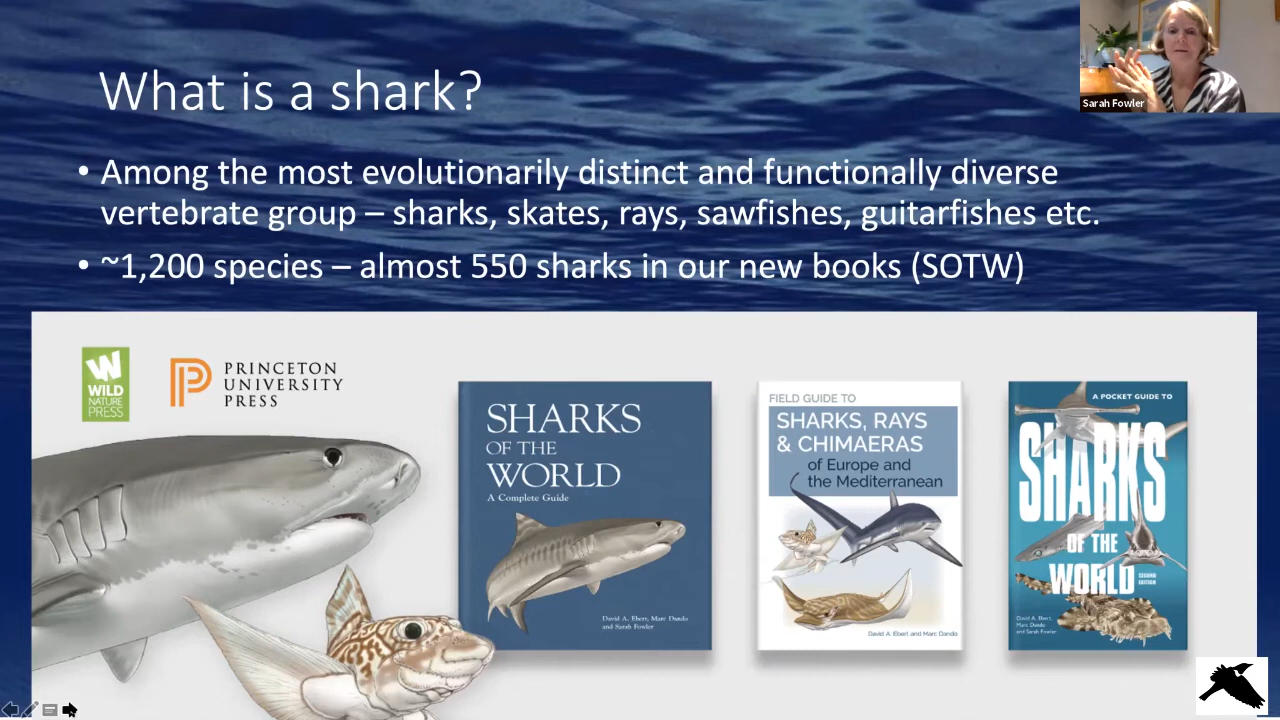 What is a shark?
Sarah Fowler
• Among the most evolutionarily distinct and functionally diverse
vertebrate group – sharks, skates, rays, sawfishes, guitarfishes etc.
• ~1,200 species – almost 550 sharks in our new books (SOTW)
W
WILD
NATURE
PRESS
P
PRINCETON
UNIVERSITY
PRESS
SHARKS
OF THE
WORLD
A Complete Guide
David A. Ebert, Marc Dando
and Sarah Fowler
FIELD GUIDE TO
SHARKS, RAYS
& CHIMAERAS
of Europe and
the Mediterranean
David A. Ebert and Marc Dando
A POCKET GUIDE TO
SHARKS
OF THE
WORLD
SECOND
EDITION
David A. Ebert,
Marc Dando
and Sarah Fowler